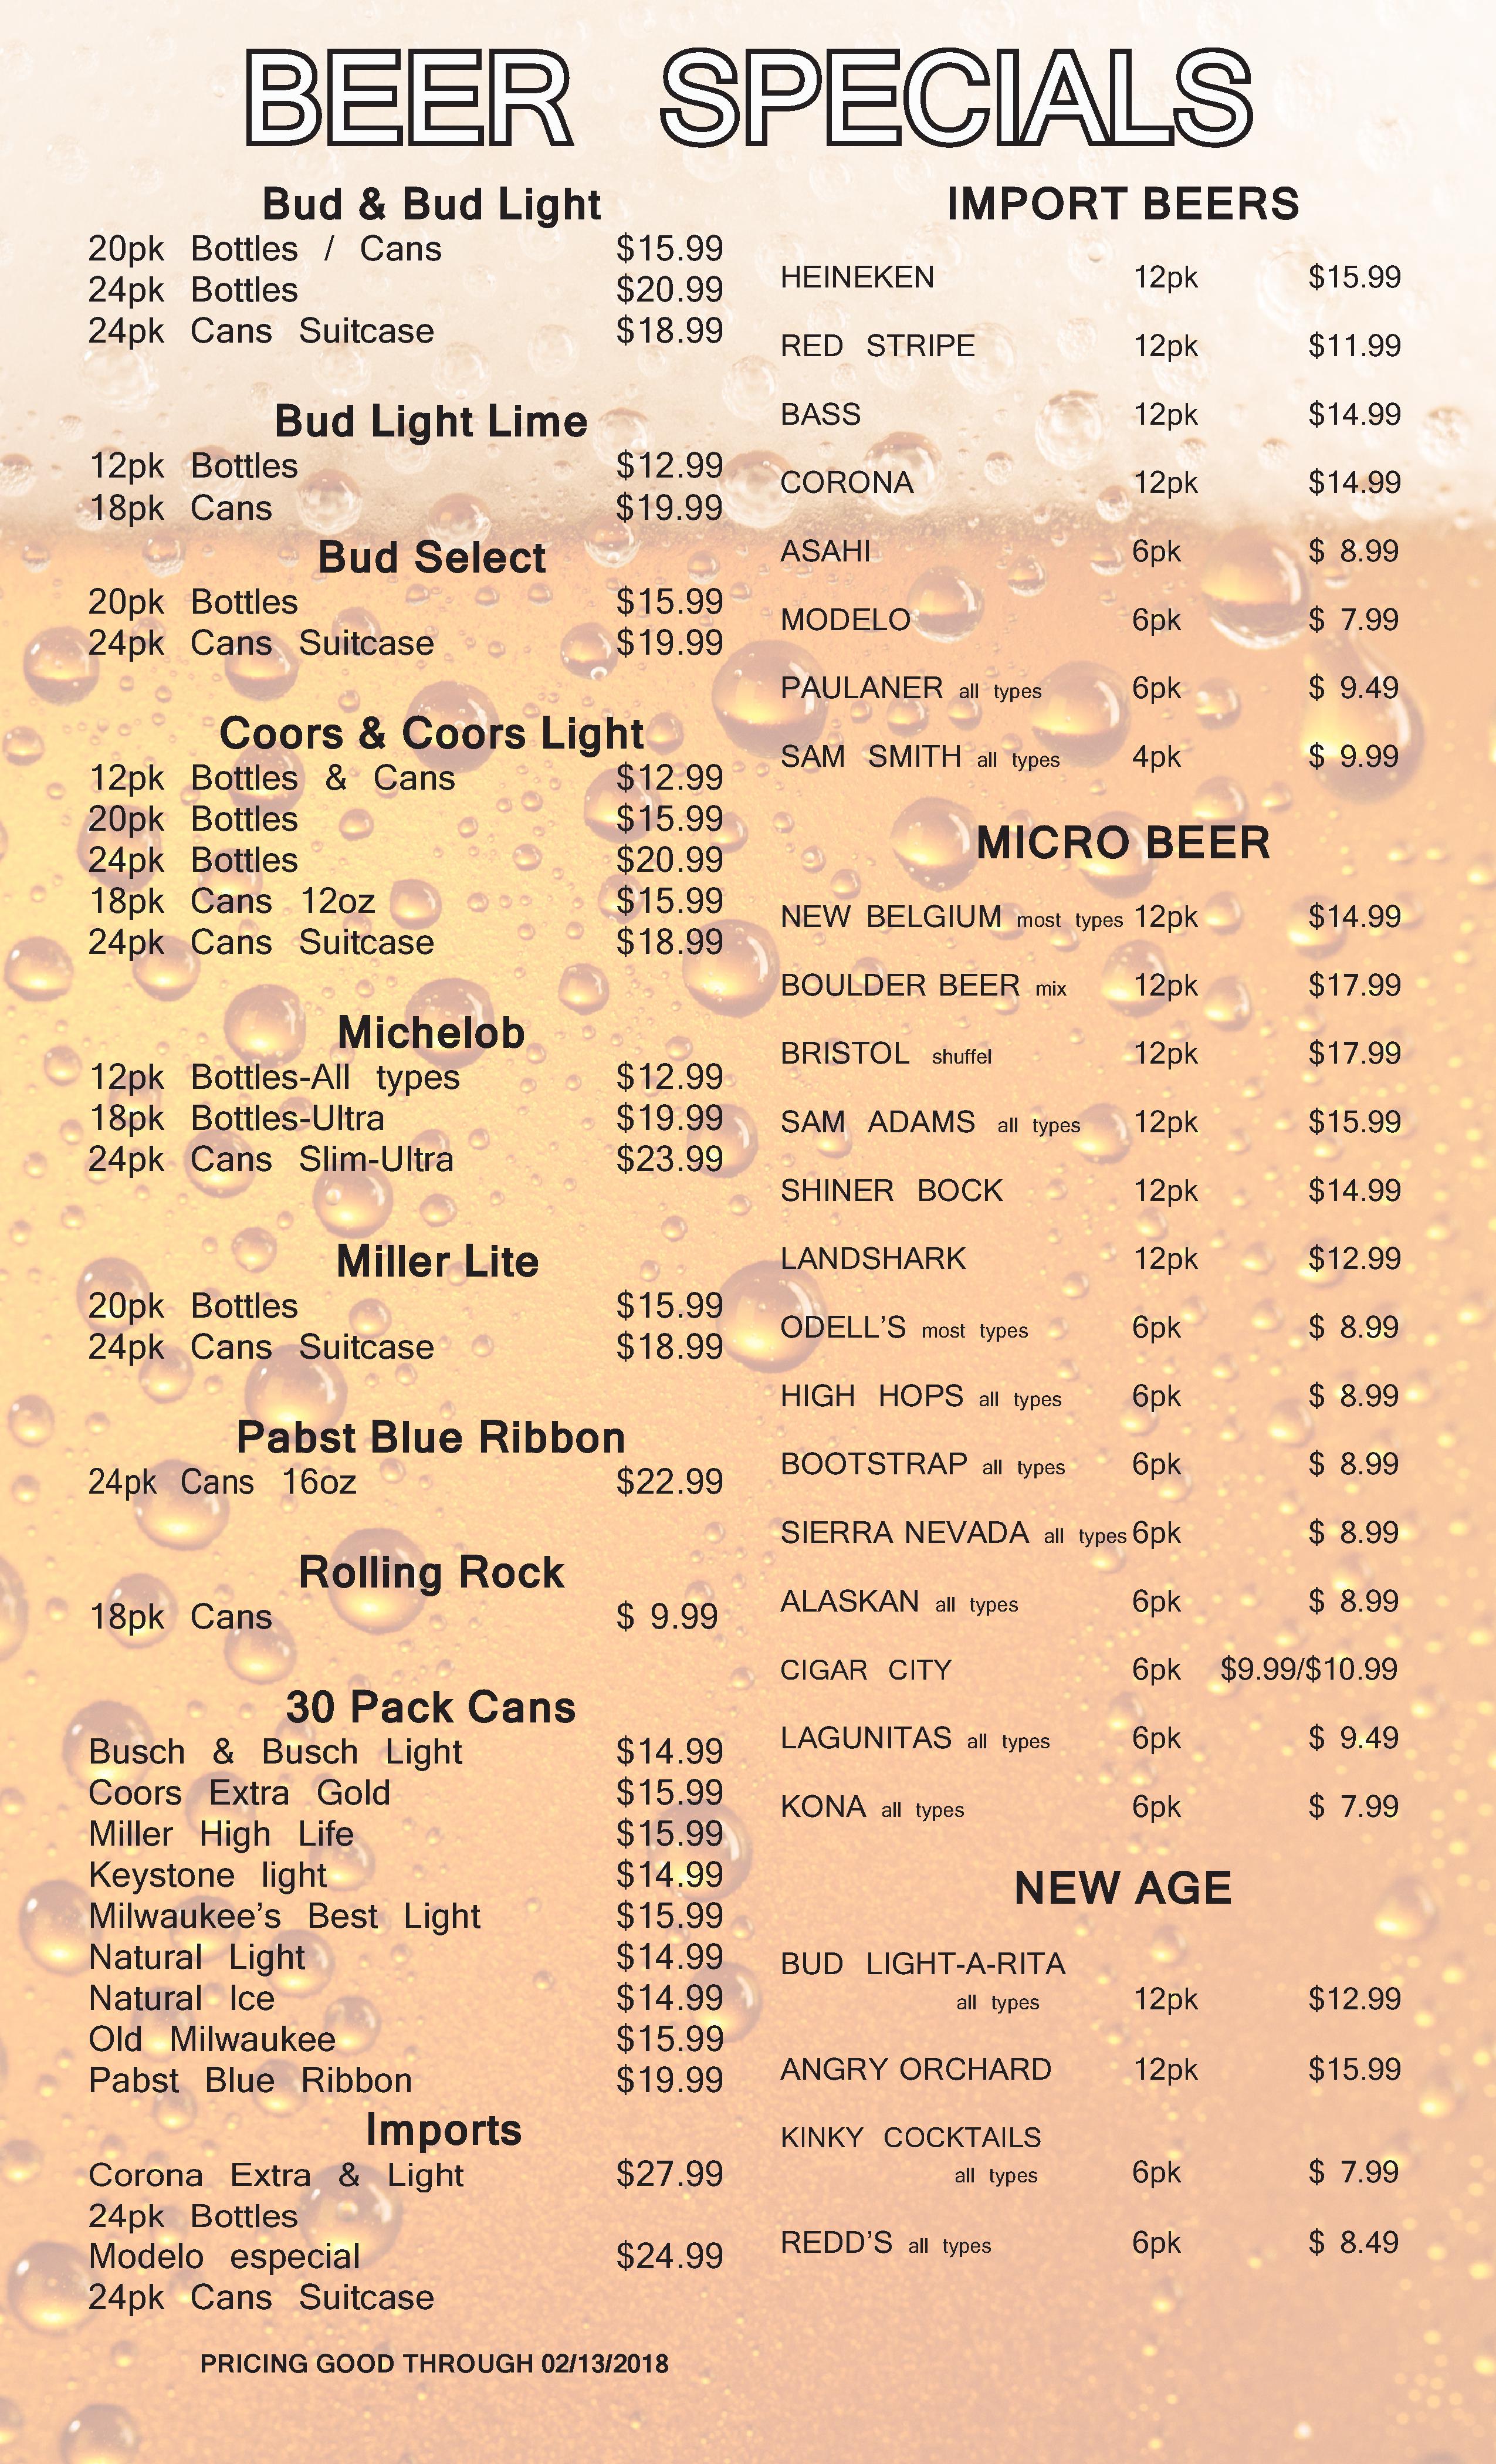 BEER SPECIALS
Bud & Bud Light
20pk Bottles / Cans $15.99
24pk Bottles $20.99
24pk Cans Suitcase $18.99
Bud Light Lime
12pk Bottles $12.99
18pk Cans $19.99
Bud Select
20pk Bottles $15.99
24pk Cans Suitcase $19.99
Coors & Coors Light
12pk Bottles & Cans $12.99
20pk Bottles $15.99
24pk Bottles $20.99
18pk Cans 12oz $15.99
24pk Cans Suitcase $18.99
Michelob
12pk Bottles-All types $12.99
18pk Bottles-Ultra $19.99
24pk Cans Slim-Ultra $23.99
Miller Lite
20pk Bottles $15.99
24pk Cans Suitcase $18.99
Pabst Blue Ribbon
24pk Cans 16oz $22.99
Rolling Rock
18pk Cans $ 9.99
30 Pack Cans
Busch & Busch Light $14.99
Coors Extra Gold $15.99
Miller High Life $15.99
Keystone light $14.99
Milwaukee’s Best Light $15.99
Natural Light $14.99
Natural Ice $14.99
Old Milwaukee $15.99
Pabst Blue Ribbon $19.99
Imports
Corona Extra & Light $27.99
24pk Bottles
Modelo especial $24.99
24pk Cans Suitcase
PRICING GOOD THROUGH 02/13/2018
IMPORT BEERS
HEINEKEN 12pk $15.99
RED STRIPE 12pk $11.99
BASS 12pk $14.99
CORONA 12pk $14.99
ASAHI 6pk $ 8.99
MODELO 6pk $ 7.99
PAULANER all types 6pk $ 9.49
SAM SMITH all types 4pk $ 9.99
MICRO BEER
NEW BELGIUM most types 12pk $14.99
BOULDER BEER mix 12pk $17.99
BRISTOL shuffel 12pk $17.99
SAM ADAMS all types 12pk $15.99
SHINER BOCK 12pk $14.99
LANDSHARK 12pk $12.99
ODELL’S most types 6pk $ 8.99
HIGH HOPS all types 6pk $ 8.99
BOOTSTRAP all types 6pk $ 8.99
SIERRA NEVADA all types 6pk $ 8.99
ALASKAN all types 6pk $ 8.99
CIGAR CITY 6pk $9.99/$10.99
LAGUNITAS all types 6pk $ 9.49
KONA all types 6pk $ 7.99
NEW AGE
BUD LIGHT-A-RITA
all types 12pk $12.99
ANGRY ORCHARD 12pk $15.99
KINKY COCKTAILS
all types 6pk $ 7.99
REDD’S all types 6pk $ 8.49